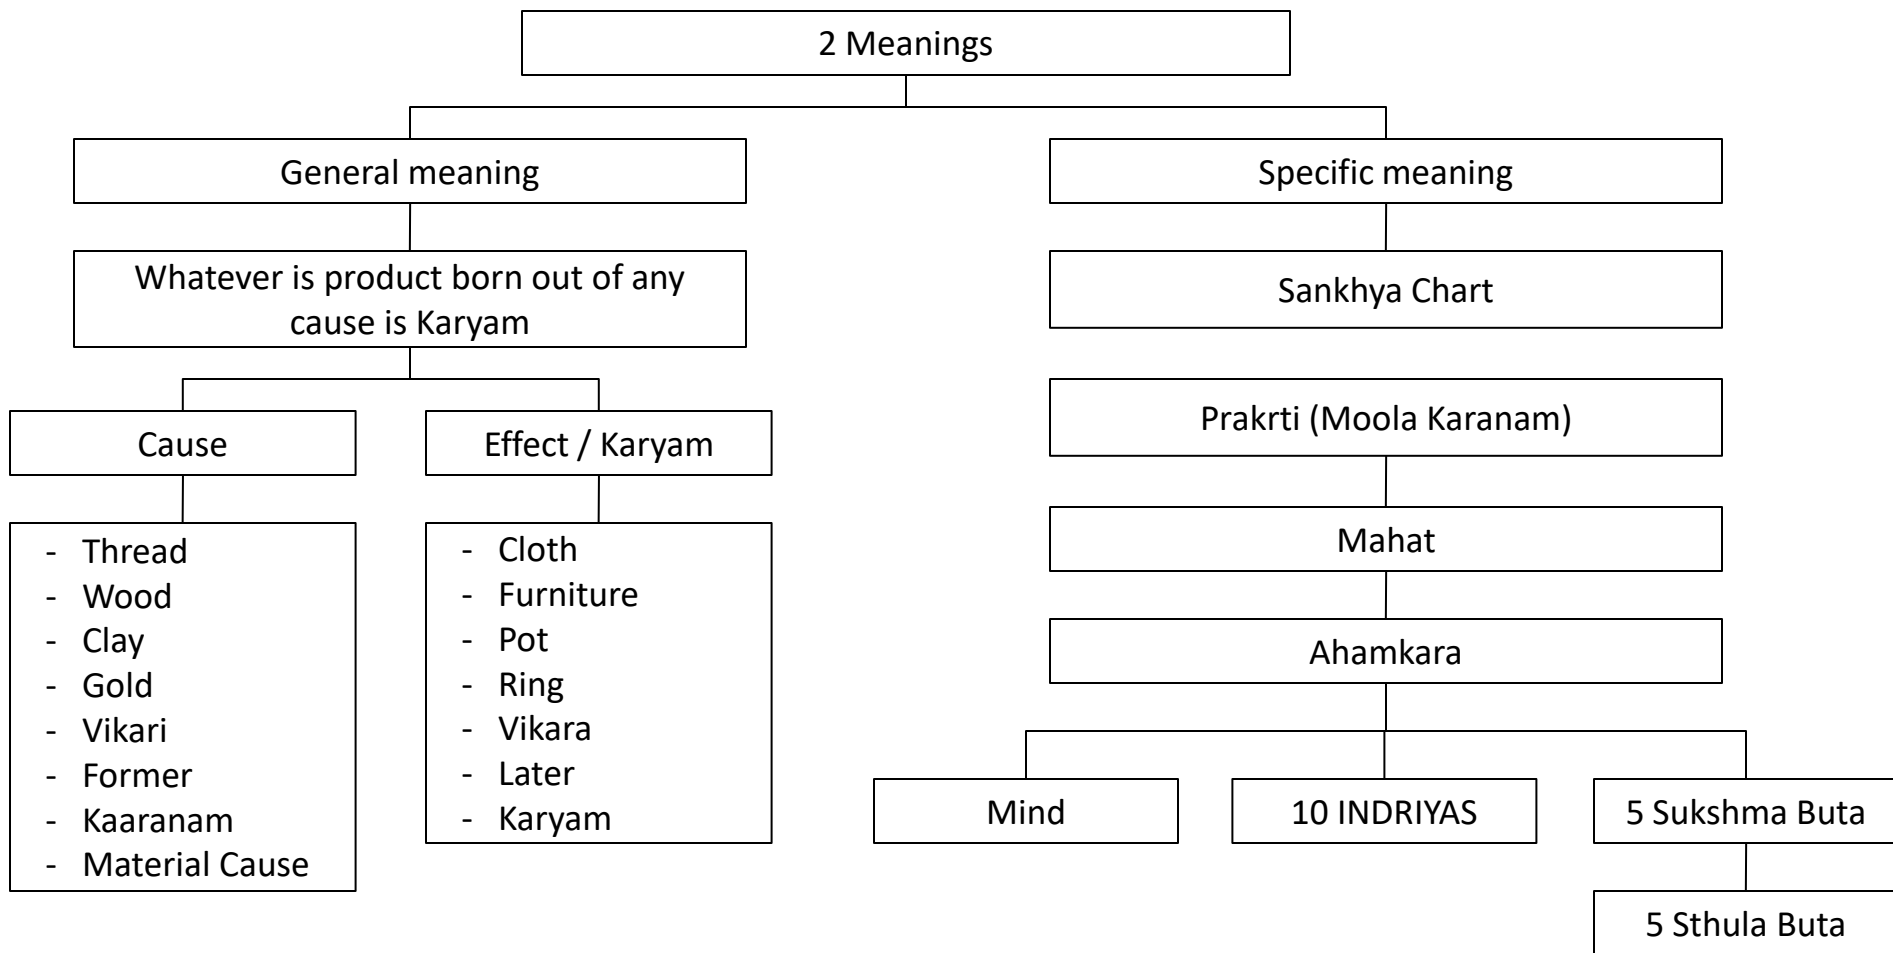 2 Meanings
General meaning
Specific meaning
Whatever is product born out of any
cause is Karyam
Sankhya Chart
Cause
Effect / Karyam
- Thread
- Wood
- Clay
- Gold
- Vikari
- Former
- Kaaranam
- Material Cause
- Cloth
- Furniture
- Pot
- Ring
- Vikara
- Later
- Karyam
Prakrti (Moola Karanam)
Mahat
Ahamkara
Mind
10 INDRIYAS
5 Sukshma Buta
5 Sthula Buta